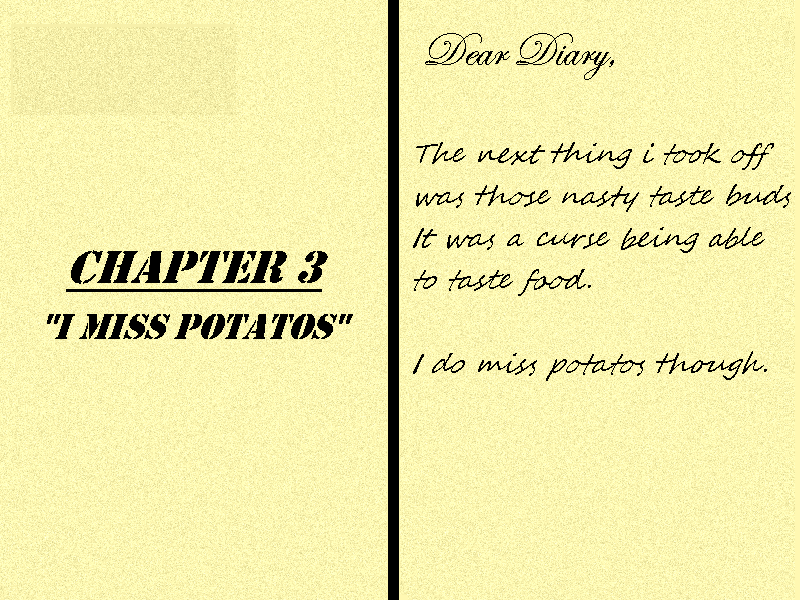 CHAPTER 3
"I MISS POTATOS"
Dear Diary,
The next thing i took off
was those nasty taste buds
It was a curse being able
to taste food.
I do miss potatos though.